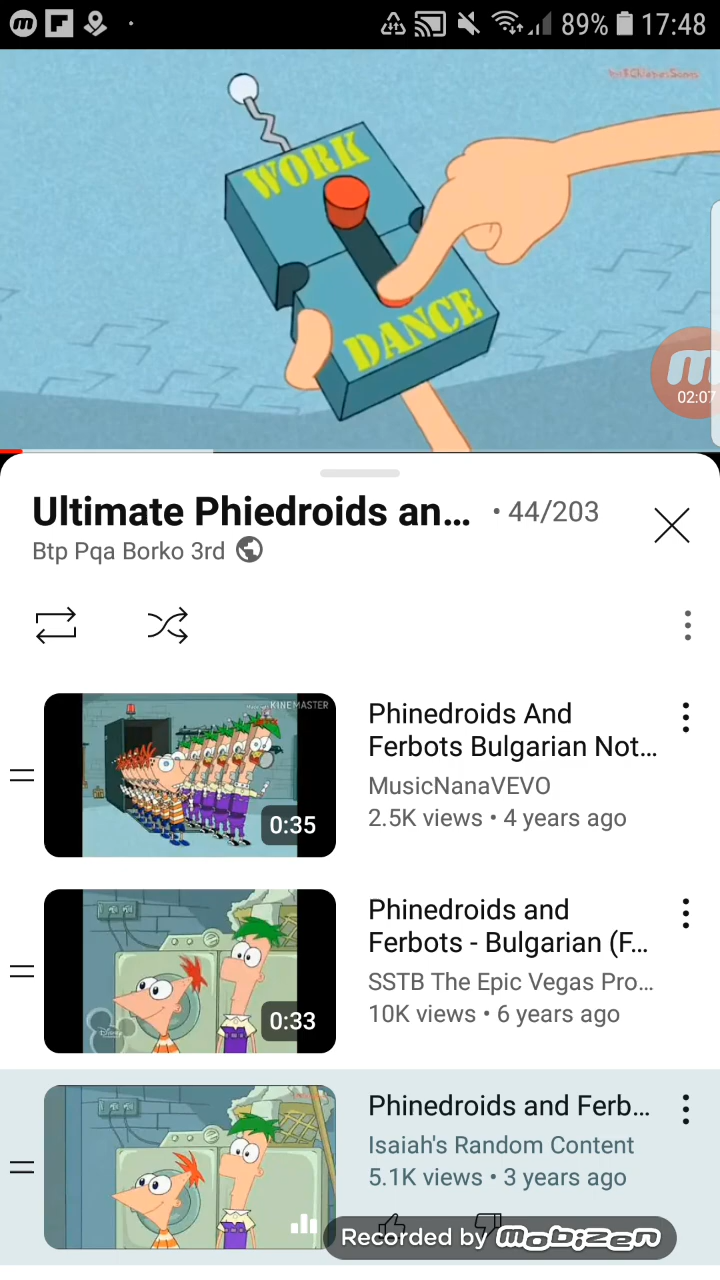 89% 17:48
WORK
DANCE
02:07
Ultimate Phiedroids an... • 44/203
Btp Pqa Borko 3rd
KINEMASTER
0:35
Phinedroids And
Ferbots Bulgarian Not...
MusicNanaVEVO
2.5K views • 4 years ago
Disney
0:33
Phinedroids and
Ferbots - Bulgarian (F...
SSTB The Epic Vegas Pro...
10K views • 6 years ago
Phinedroids and Ferb...
Isaiah's Random Content
5.1K views • 3 years ago
Recorded by mobizen